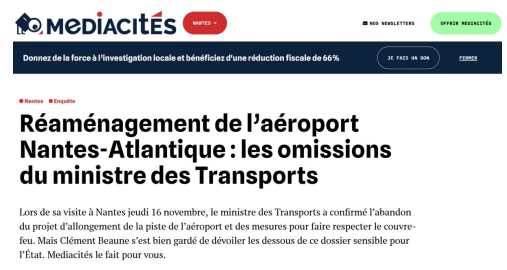 MEDIACITÉS
NANTES
NOS NEWSLETTERS
OFFRIR MEDIACITÉS
Donnez de la force à l'investigation locale et bénéficiez d'une réduction fiscale de 66%
JE FAIS UN DON
FERMER
Nantes Enquête
Réaménagement de l'aéroport
Nantes-Atlantique : les omissions
du ministre des Transports
Lors de sa visite à Nantes jeudi 16 novembre, le ministre des Transports a confirmé l'abandon
du projet d'allongement de la piste de l'aéroport et des mesures pour faire respecter le couvre-
feu. Mais Clément Beaune s'est bien gardé de dévoiler les dessous de ce dossier sensible pour
l'État. Mediacités le fait pour vous.